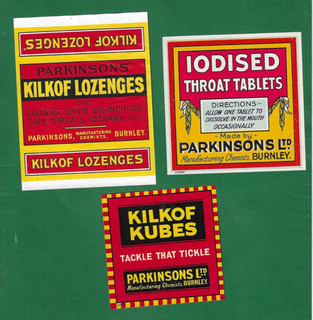 KILKOF LOZENGES
PARKINSONS'
KILKOF LOZENGES
COUGHS, COLDS, BRONCHITIS,
SORE THROATS, CATARRH, Etc.
PARKINSONS, MANUFACTURING CHEMISTS, BURNLEY.
KILKOF LOZENGES
IODISED
THROAT TABLETS
DIRECTIONS:-
ALLOW ONE TABLET TO
DISSOLVE IN THE MOUTH
OCCASIONALLY
- Made by -
PARKINSONS LTD
Manufacturing Chemists, BURNLEY.
KILKOF
KUBES
TACKLE THAT TICKLE
PARKINSONS LTD
Manufacturing Chemists, BURNLEY.